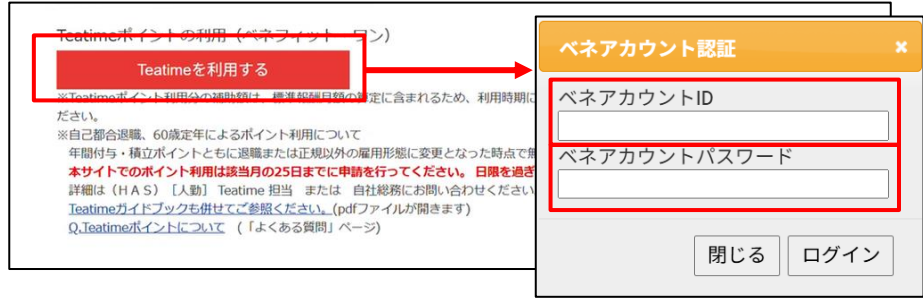 Teatimeポイントの利用（ベネフィット・ワン）
Teatimeを利用する
※Teatimeポイント利用分の補助額は、標準報酬月額の算定に含まれるため、利用時期に
ださい。
※自己都合退職、60歳定年によるポイント利用について
年間付与・積立ポイントともに退職または正規以外の雇用形態に変更となった時点で無
本サイトでのポイント利用は該当月の25日までに申請を行ってください。 日限を過ぎ
詳細は（HAS）［人勤］Teatime 担当 または 自社総務にお問い合わせください
Teatimeガイドブックも併せてご参照ください。(pdfファイルが開きます)
Q.Teatimeポイントについて （「よくある質問」ページ）
ベネアカウント認証
×
ベネアカウントID
ベネアカウントパスワード
閉じる
ログイン